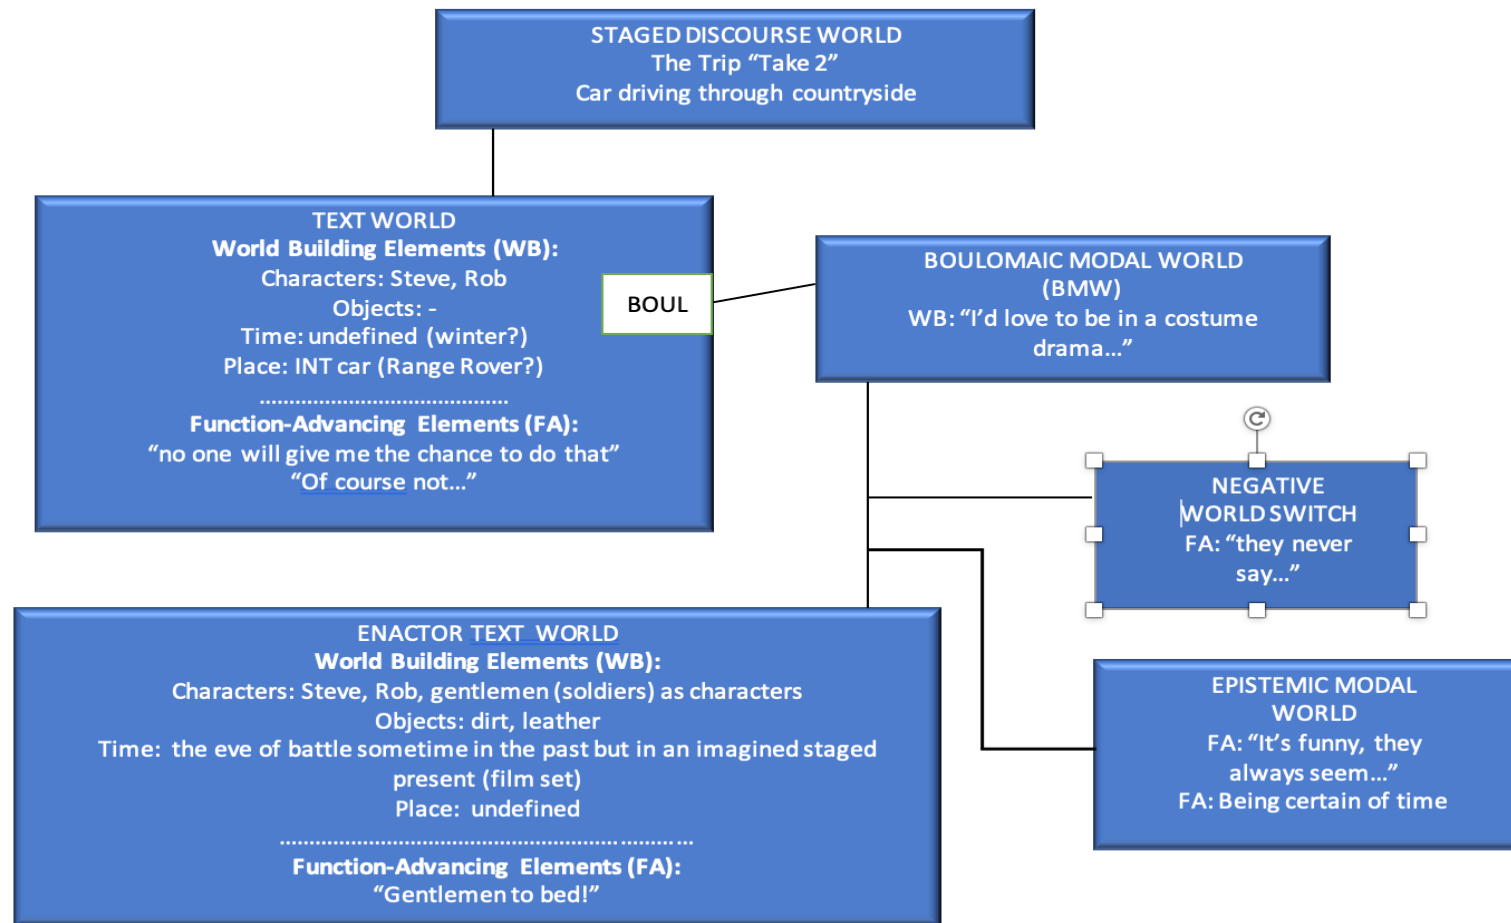 STAGED DISCOURSE WORLD
The Trip “Take 2”
Car driving through countryside
TEXT WORLD
World Building Elements (WB):
Characters: Steve, Rob
Objects: -
Time: undefined (winter?)
Place: INT car (Range Rover?)
..........................................
Function-Advancing Elements (FA):
“no one will give me the chance to do that”
“Of course not...”
BOUL
BOULOMAIC MODAL WORLD
(BMW)
WB: “I’d love to be in a costume
drama...”
NEGATIVE
WORLD SWITCH
FA: “they never
say...”
ENACTOR TEXT WORLD
World Building Elements (WB):
Characters: Steve, Rob, gentlemen (soldiers) as characters
Objects: dirt, leather
Time: the eve of battle sometime in the past but in an imagined staged
present (film set)
Place: undefined
.....................................................................
Function-Advancing Elements (FA):
“Gentlemen to bed!”
EPISTEMIC MODAL
WORLD
FA: “It’s funny, they
always seem...”
FA: Being certain of time